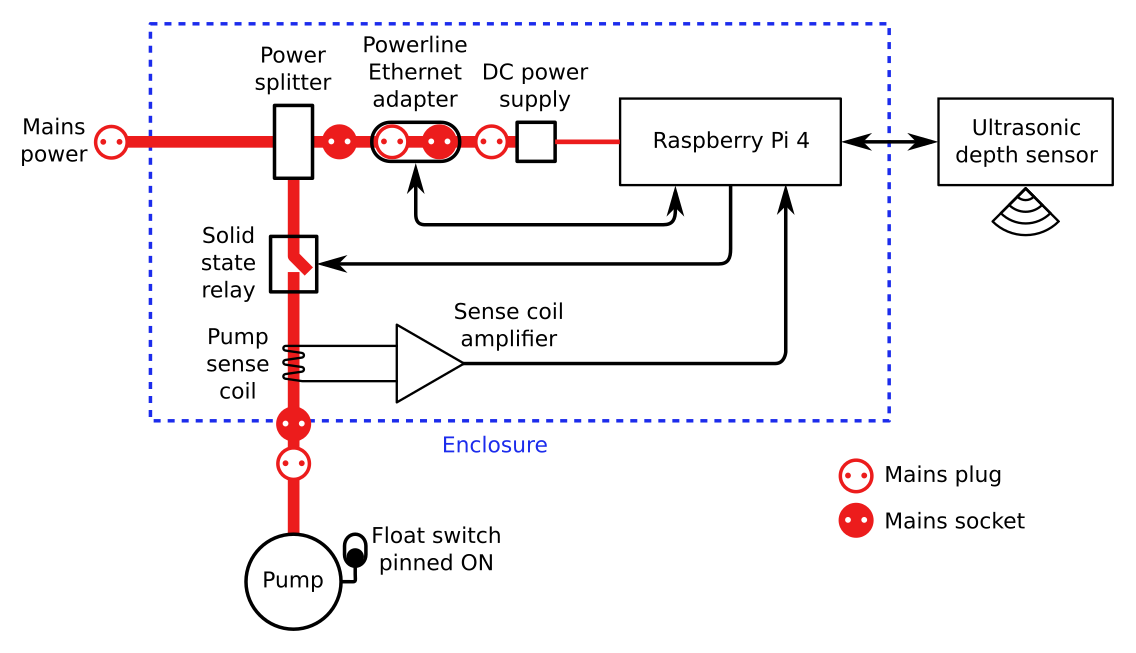 Power
splitter
Powerline
Ethernet
adapter
DC power
supply
Mains
power
Raspberry Pi 4
Ultrasonic
depth sensor
Solid
state
relay
Sense coil
amplifier
Pump
sense
coil
Enclosure
Mains plug
Mains socket
Float switch
pinned ON
Pump